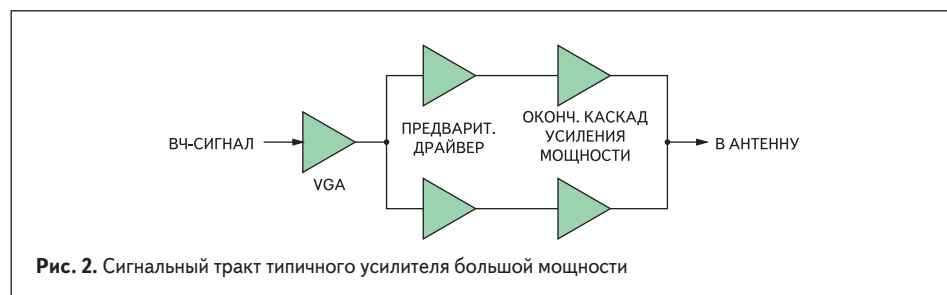 ВЧ-СИГНАЛ
VGA
ПРЕДВАРИТ.
ДРАЙВЕР
ОКОНЧ. КАСКАД
УСИЛЕНИЯ
МОЩНОСТИ
В АНТЕННУ
Рис. 2. Сигнальный тракт типичного усилителя большой мощности